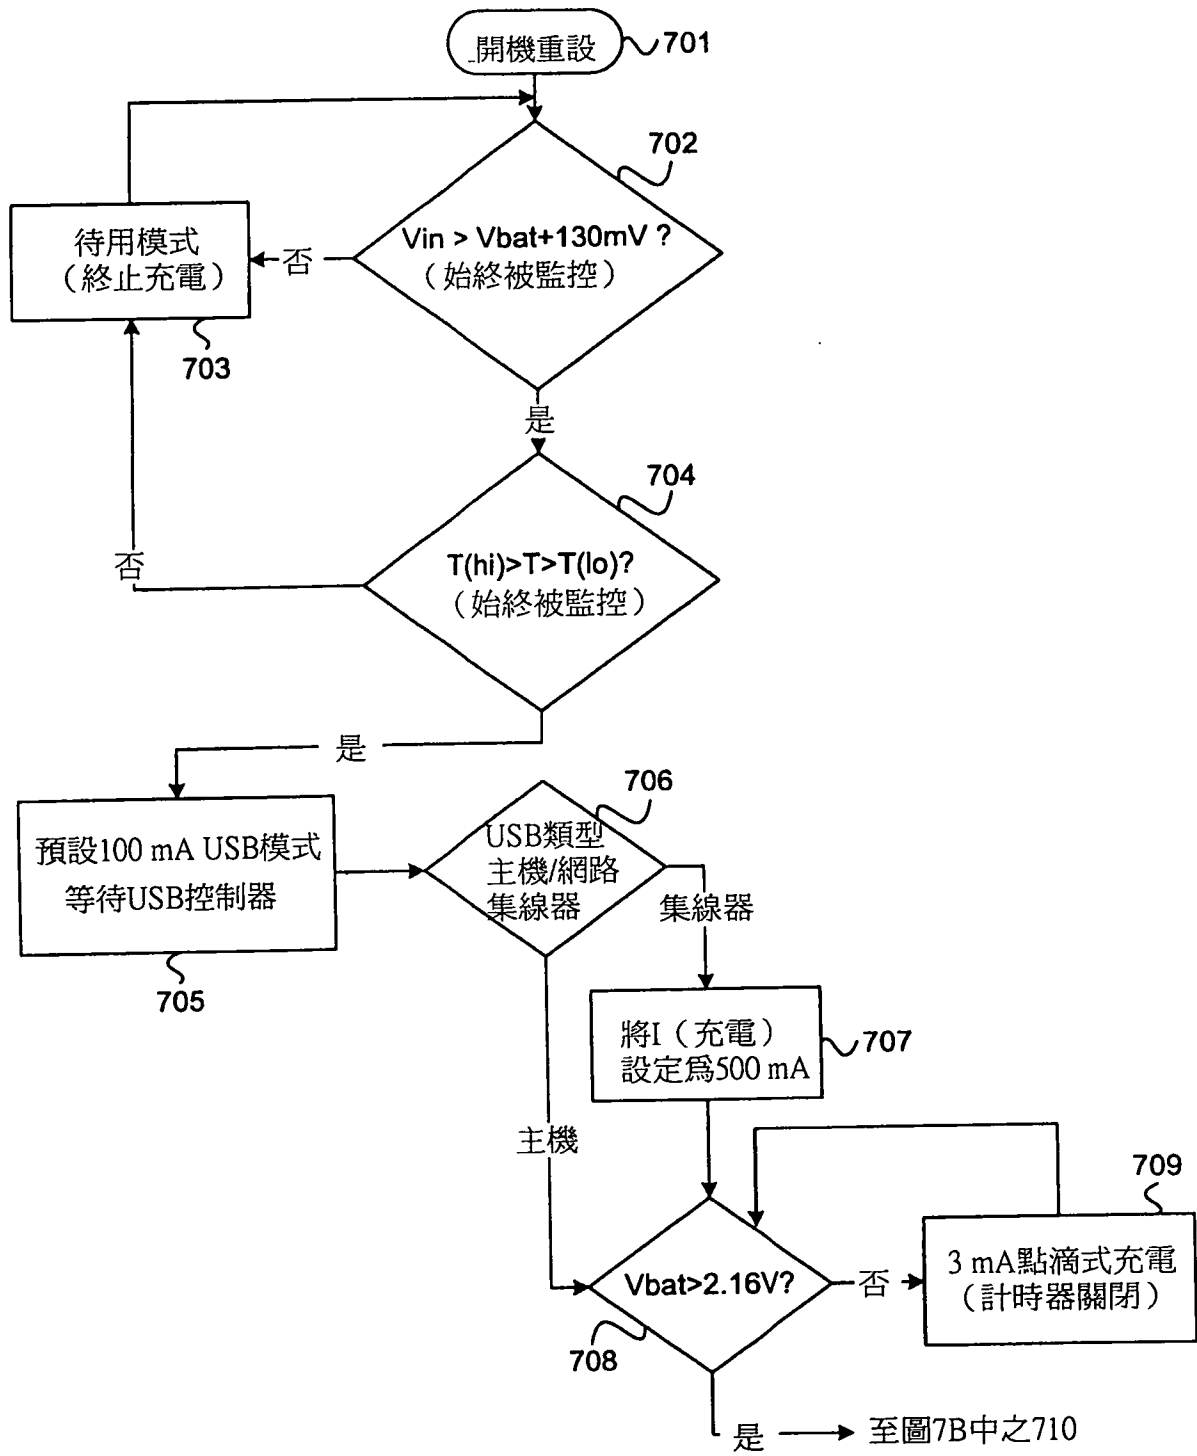 開機重設
701
702
Vin > Vbat+130mV ?
(始終被監控)
否
待用模式
(終止充電)
703
是
704
T(hi)>T>T(lo)?
(始終被監控)
否
是
預設100 mA USB模式
等待USB控制器
705
706
USB類型
主機/網路
集線器
集線器
將I(充電)
設定爲500 mA
707
主機
Vbat>2.16V?
708
否
709
3 mA點滴式充電
(計時器關閉)
是
至圖7B中之710